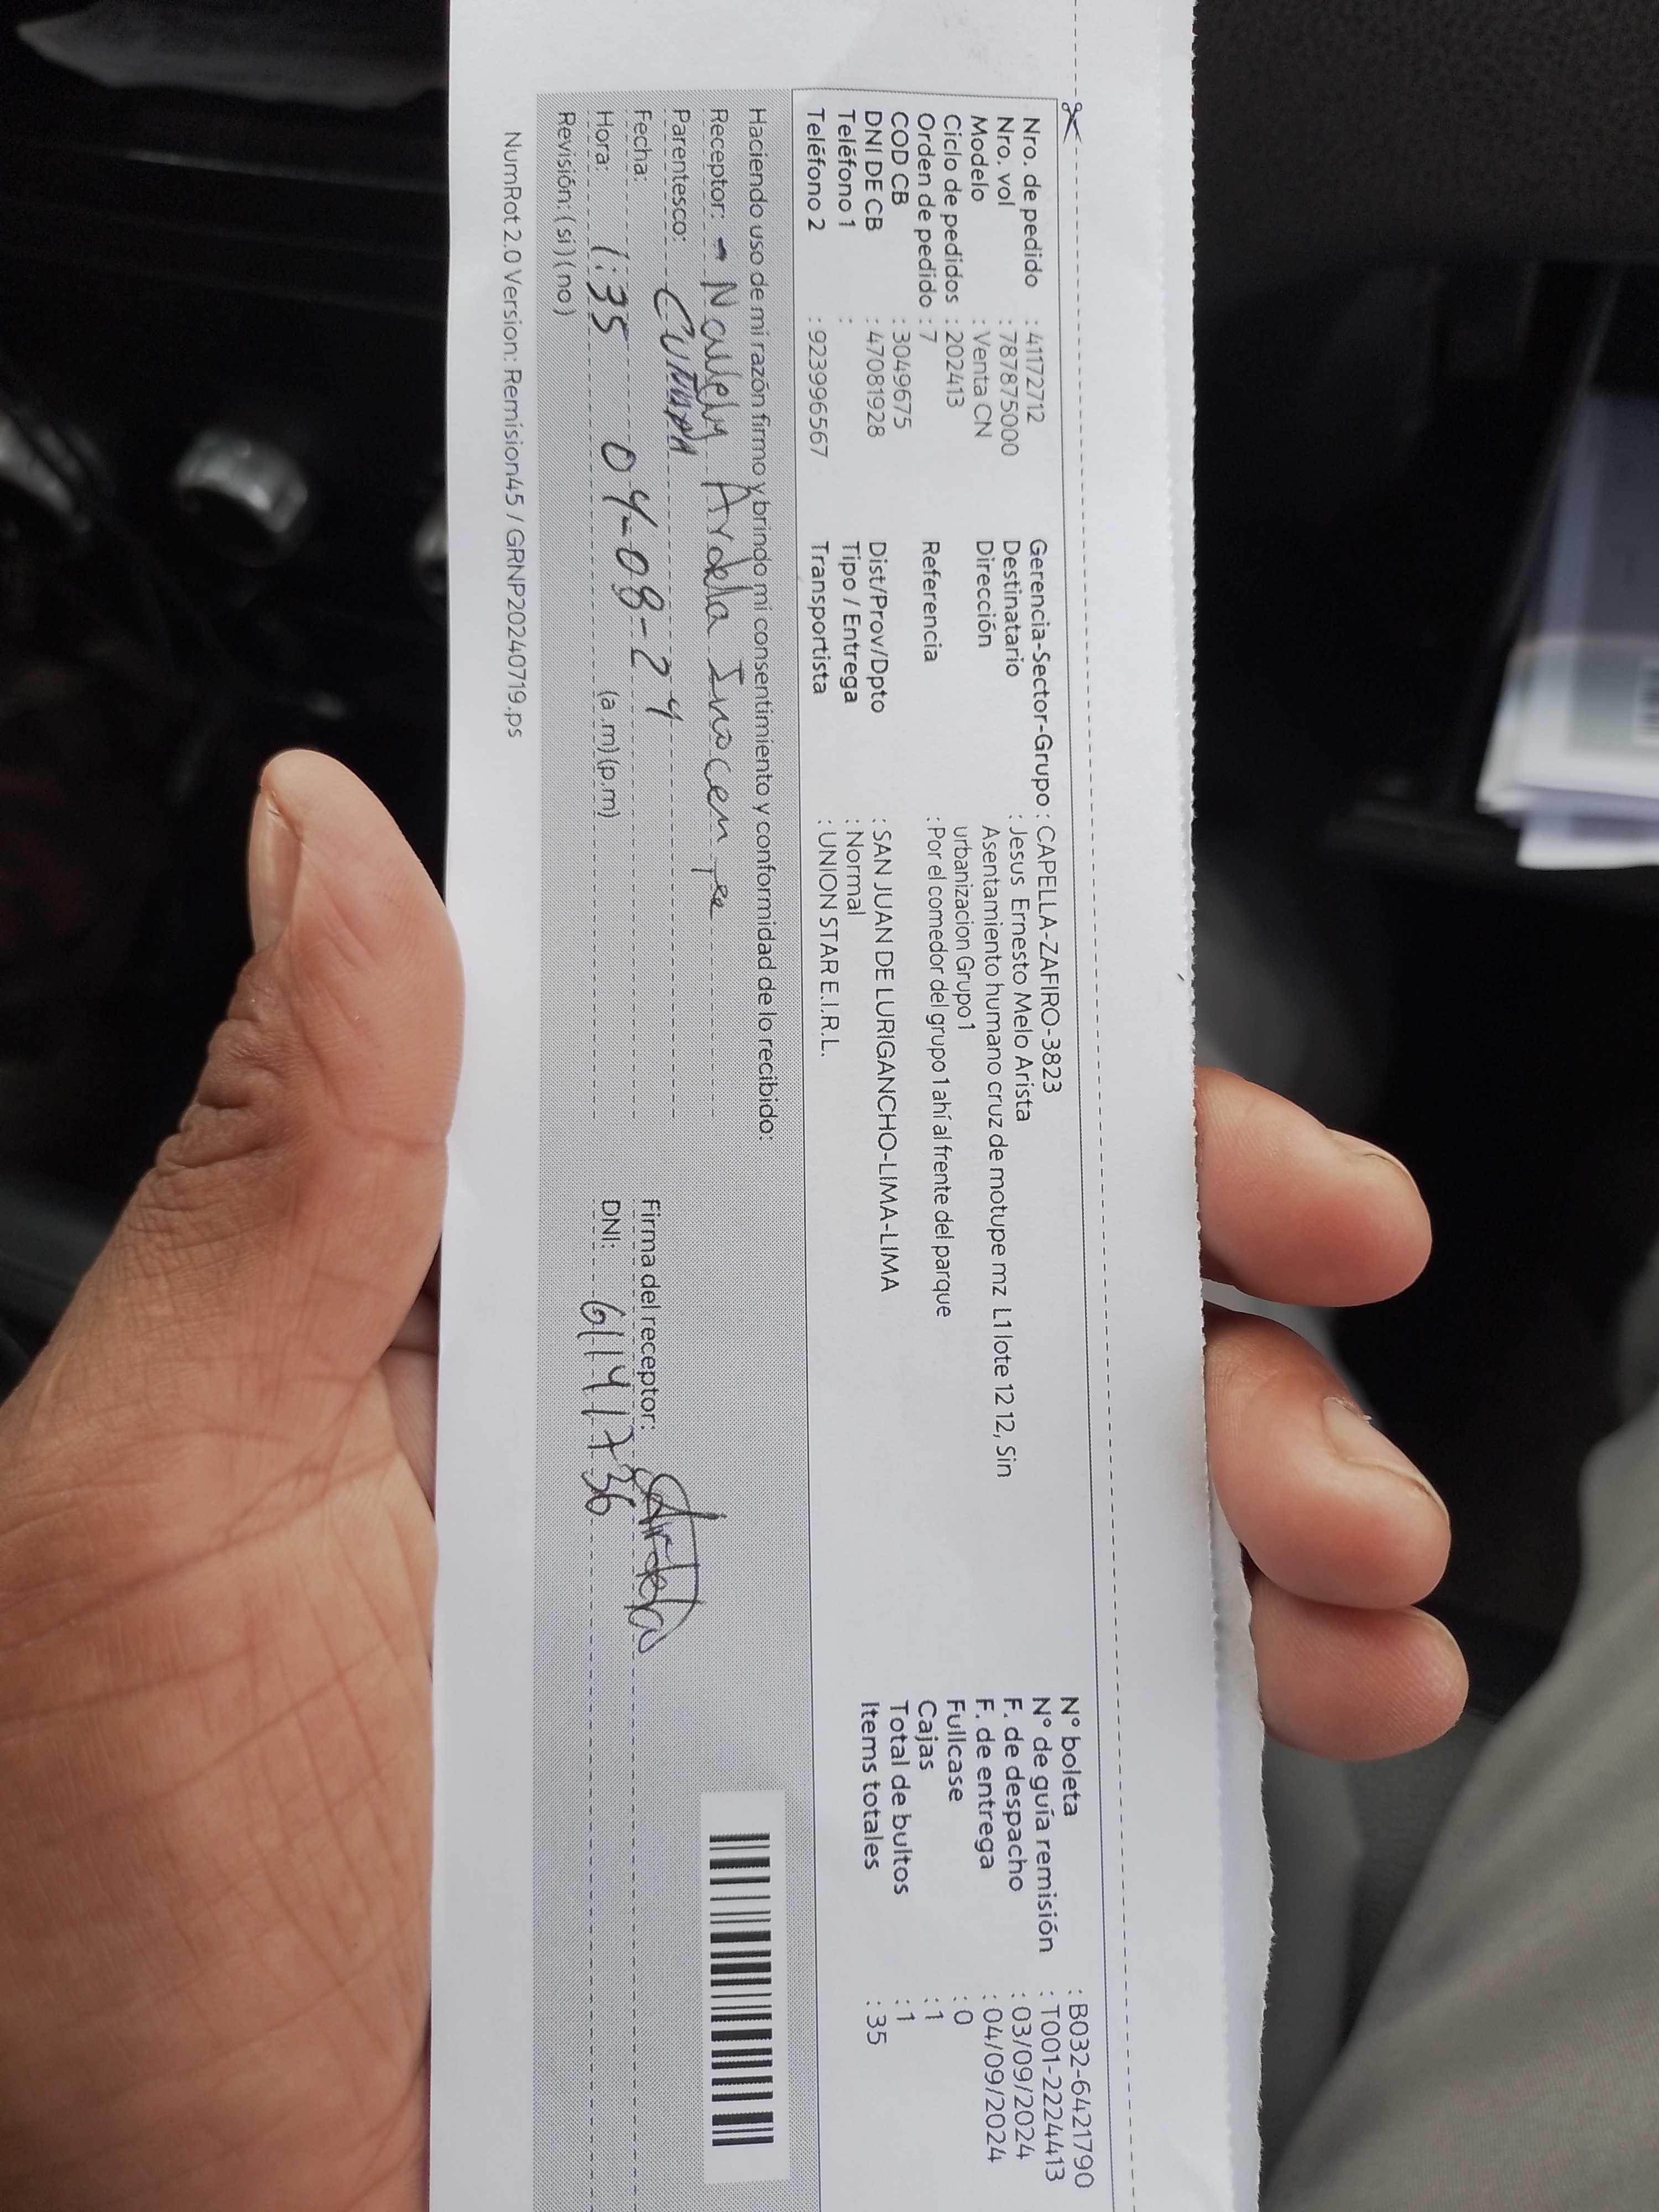 Nro. de pedido : 41172712
Nro. vol : 787875000
Modelo : Venta CN
Ciclo de pedidos : 202413
Orden de pedido : 7
COD CB : 3049675
DNI DE CB : 47081928
Teléfono 1 :
Teléfono 2 : 923996567
Gerencia-Sector-Grupo : CAPELLA-ZAFIRO-3823
Destinatario : Jesus Ernesto Melo Arista
Dirección Asentamiento humano cruz de motupe mz L1 lote 12 12, Sin
urbanizacion Grupo 1
Referencia : Por el comedor del grupo 1 ahí al frente del parque
Dist/Prov/Dpto : SAN JUAN DE LURIGANCHO-LIMA-LIMA
Tipo / Entrega : Normal
Transportista : UNION STAR E.I.R.L.
N° boleta : B032-6421790
N° de guía remisión : T001-2224413
F. de despacho : 03/09/2024
F. de entrega : 04/09/2024
Fullcase : 0
Cajas : 1
Total de bultos : 1
Items totales : 35
Haciendo uso de mi razón firmo y brindo mi consentimiento y conformidad de lo recibido:
Receptor: - Nallely Ardela Inocente
Parentesco: Cuñada
Fecha: 04-08-24
Hora: 1:35 (a.m) (p.m)
Revisión: (si) (no)
Firma del receptor: Ardela
DNI: 61141736
NumRot 2.0 Version: Remision45 / GRNP20240719.ps